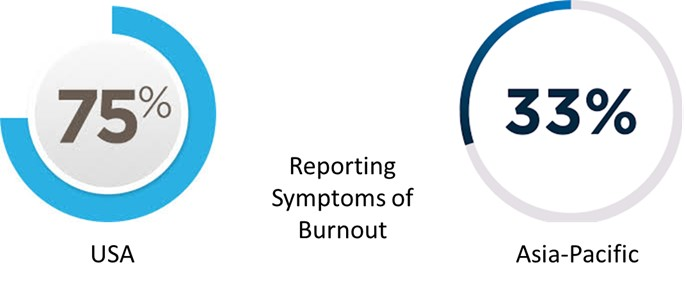 75%
33%
Reporting
Symptoms of
Burnout
USA
Asia-Pacific